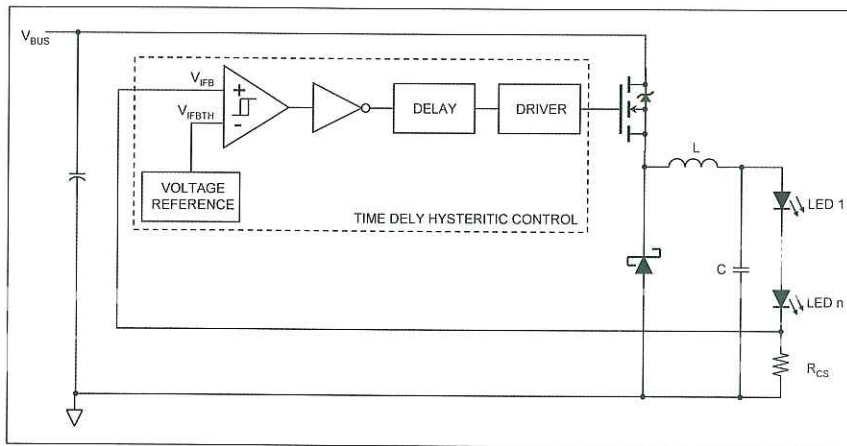 V_BUS
V_IFB
V_IFBTH
+
-
DELAY
DRIVER
VOLTAGE
REFERENCE
TIME DELY HYSTERITIC CONTROL
L
C
LED 1
LED n
R_CS